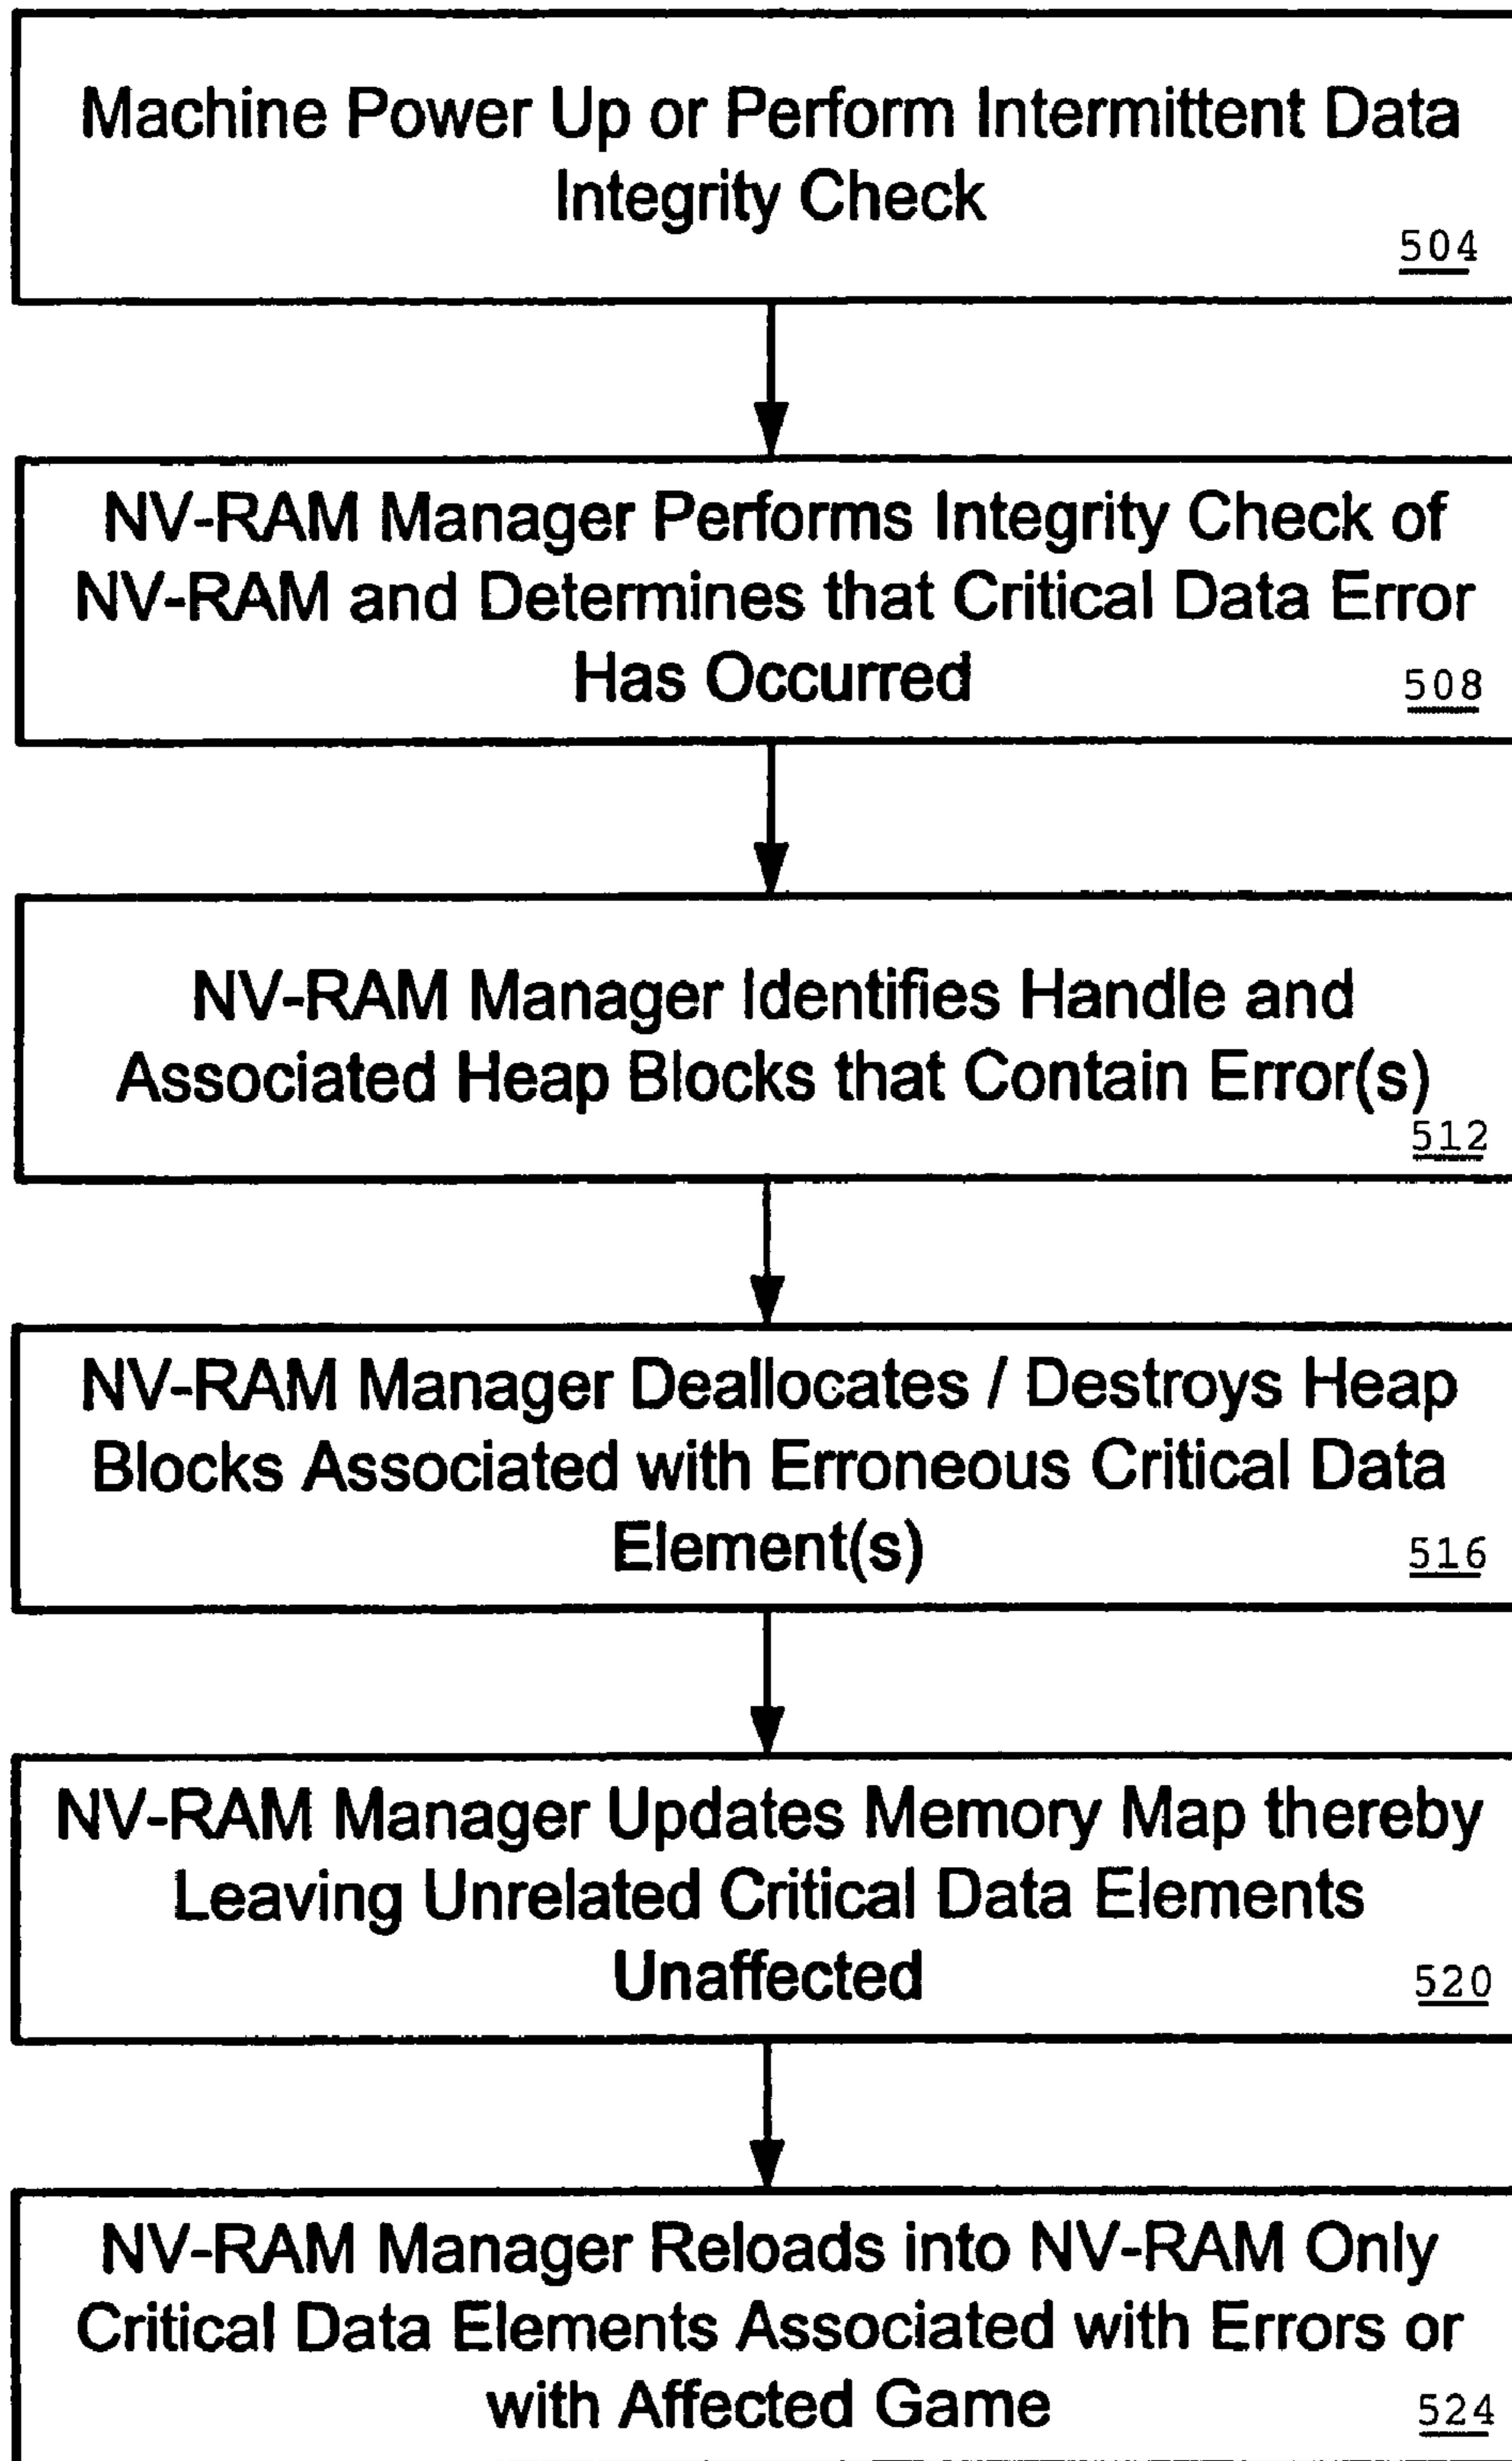 Machine Power Up or Perform Intermittent Data
Integrity Check
504
NV-RAM Manager Performs Integrity Check of
NV-RAM and Determines that Critical Data Error
Has Occurred
508
NV-RAM Manager Identifies Handle and
Associated Heap Blocks that Contain Error(s)
512
NV-RAM Manager Deallocates / Destroys Heap
Blocks Associated with Erroneous Critical Data
Element(s)
516
NV-RAM Manager Updates Memory Map thereby
Leaving Unrelated Critical Data Elements
Unaffected
520
NV-RAM Manager Reloads into NV-RAM Only
Critical Data Elements Associated with Errors or
with Affected Game
524